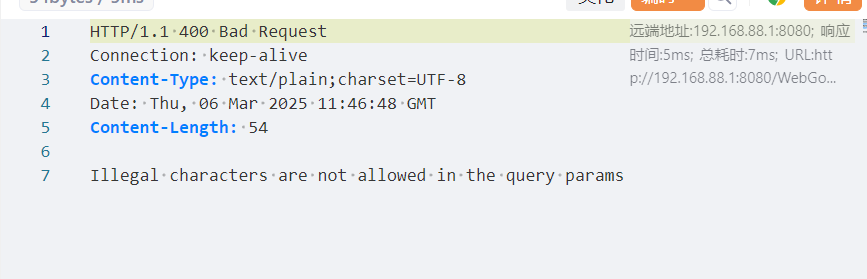 HTTP/1.1 400 Bad Request
Connection: keep-alive
Content-Type: text/plain;charset=UTF-8
Date: Thu, 06 Mar 2025 11:46:48 GMT
Content-Length: 54
Illegal characters are not allowed in the query params
远端地址:192.168.88.1:8080; 响应
时间:5ms; 总耗时:7ms; URL:htt
p://192.168.88.1:8080/WebGo...
1
2
3
4
5
6
7